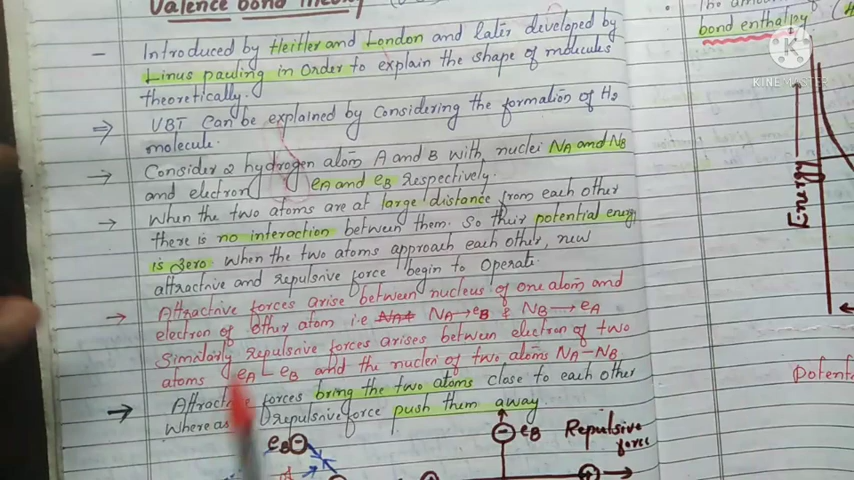 Valence bond Theory
- Introduced by Heitler and London and later developed by
Linus pauling in order to explain the shape of molecules
theoretically.
⇒ VBT can be explained by considering the formation of H2
molecule.
→ Consider 2 hydrogen atom A and B with nuclei NA and NB
and electron eA and eB respectively.
→ When the two atoms are at large distance from each other
there is no interaction between them. So their potential energy
is zero when the two atoms approach each other, new
attractive and repulsive force begin to operate.
→ Attractive forces arise between nucleus of one atom and
electron of other atom i.e NA → eB & NB → eA
Similarly repulsive forces arises between electron of two
atoms eA - eB and the nuclei of two atoms NA - NB
→ Attractive forces bring the two atoms close to each other
Where as repulsive force push them away.
eB
eB
Repulsive
force
bond enthalpy
KINEMASTER
Energy